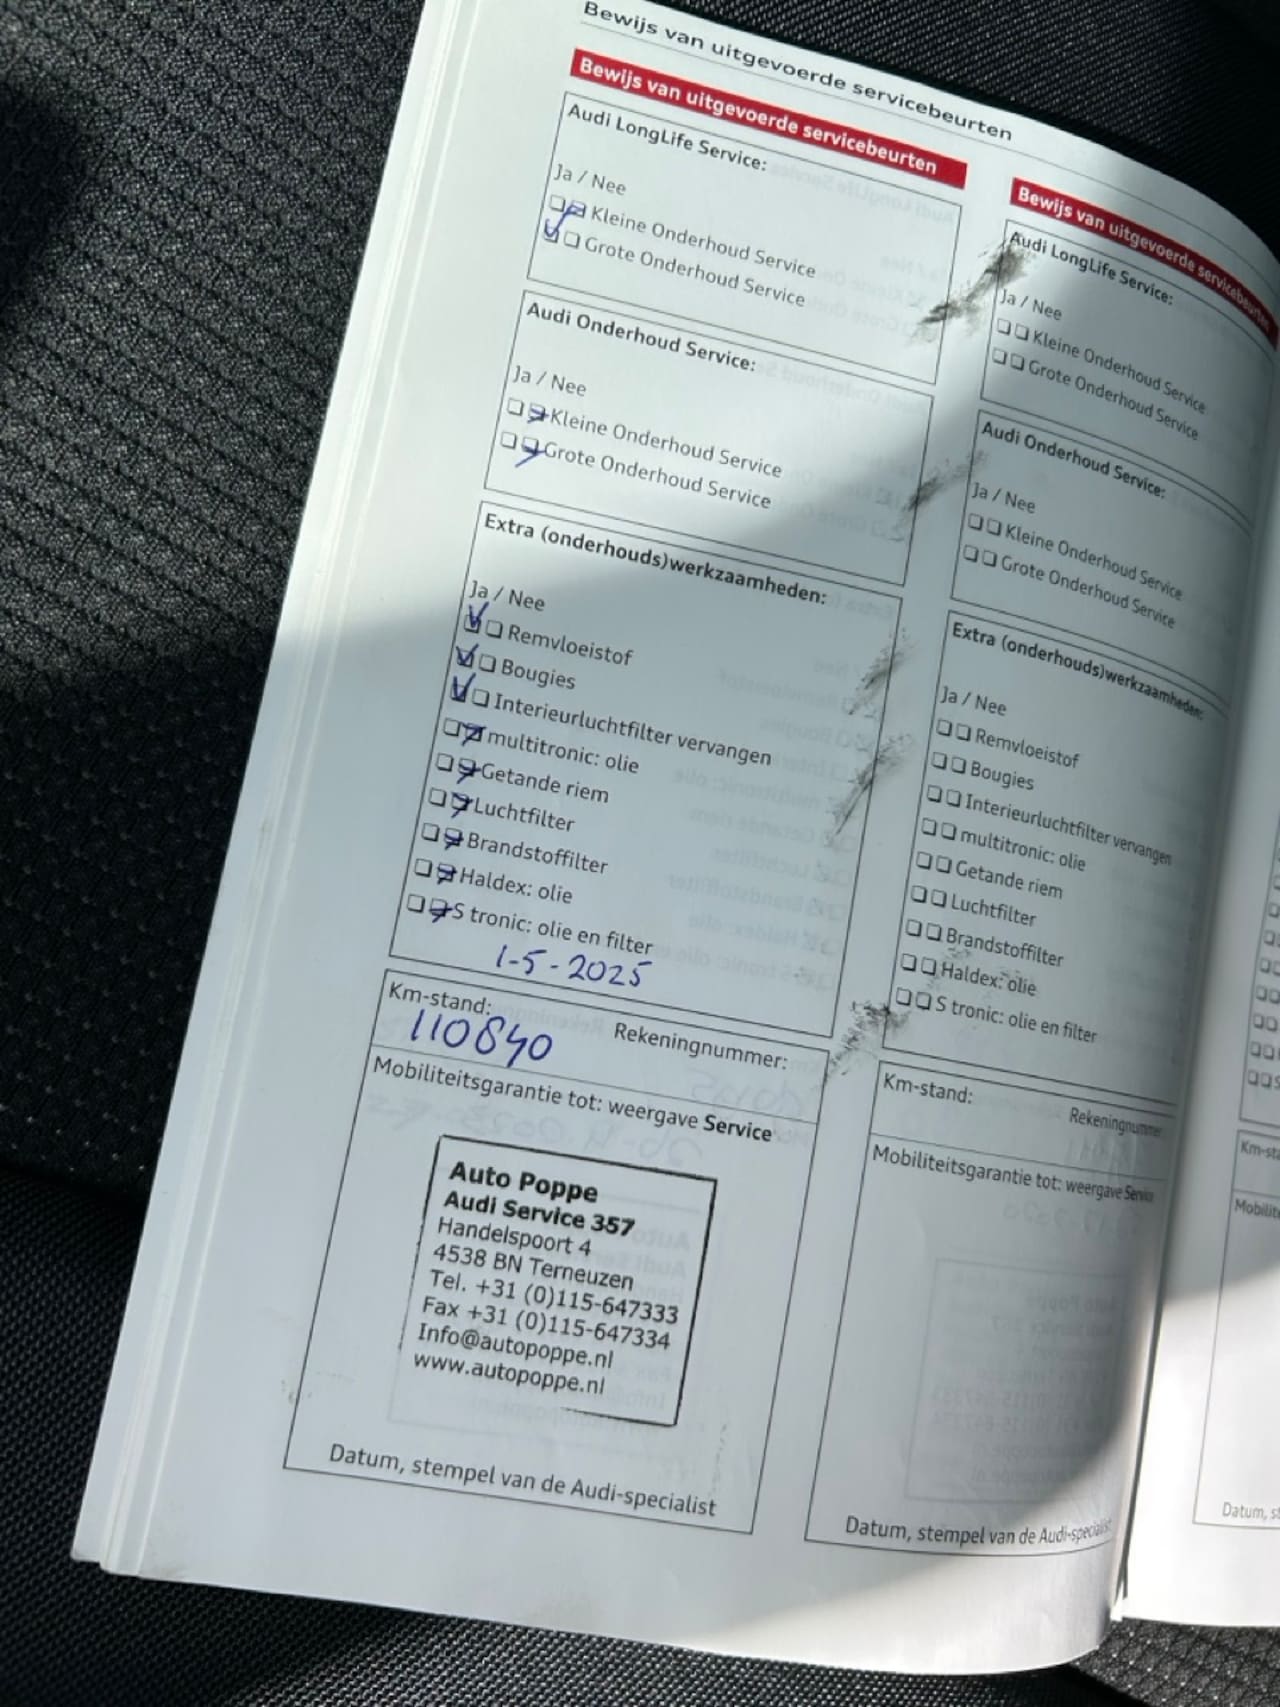 Bewijs van uitgevoerde servicebeurten
Bewijs van uitgevoerde servicebeurten
Audi LongLife Service:
Ja / Nee
Kleine Onderhoud Service
Grote Onderhoud Service
Audi Onderhoud Service:
Ja / Nee
Kleine Onderhoud Service
Grote Onderhoud Service
Extra (onderhouds)werkzaamheden:
Ja / Nee
Remvloeistof
Bougies
Interieurluchtfilter vervangen
multitronic: olie
Getande riem
Luchtfilter
Brandstoffilter
Haldex: olie
S tronic: olie en filter
1-5-2025
Km-stand: Rekeningnummer:
110840
Mobiliteitsgarantie tot: weergave Service
Auto Poppe
Audi Service 357
Handelspoort 4
4538 BN Terneuzen
Tel. +31 (0)115-647333
Fax +31 (0)115-647334
Info@autopoppe.nl
www.autopoppe.nl
Datum, stempel van de Audi-specialist
Bewijs van uitgevoerde servicebeurten
Audi LongLife Service:
Ja / Nee
Kleine Onderhoud Service
Grote Onderhoud Service
Audi Onderhoud Service:
Ja / Nee
Kleine Onderhoud Service
Grote Onderhoud Service
Extra (onderhouds)werkzaamheden:
Ja / Nee
Remvloeistof
Bougies
Interieurluchtfilter vervangen
multitronic: olie
Getande riem
Luchtfilter
Brandstoffilter
Haldex: olie
S tronic: olie en filter
Km-stand: Rekeningnummer
Mobiliteitsgarantie tot: weergave Service
Datum, stempel van de Audi-specialist
Km-sta
Mobilite
Datum, s